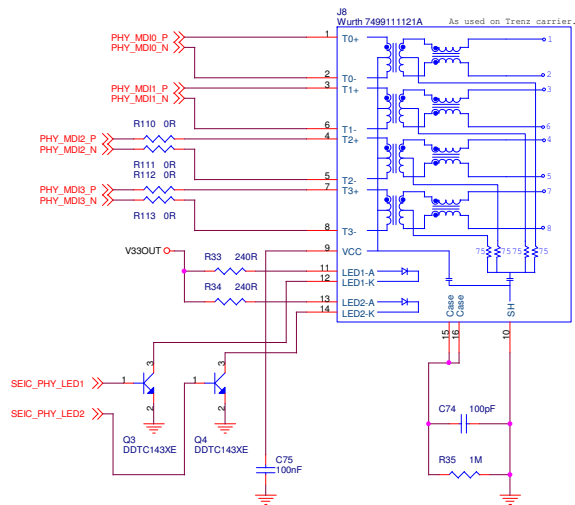 J8
Wurth 7499111121A As used on Trenz carrier.
PHY_MDI0_P 1 T0+ 1
PHY_MDI0_N
2 T0- 2
PHY_MDI1_P 3 T1+ 3
PHY_MDI1_N
6 T1- 6
R110 0R
PHY_MDI2_P 4 T2+ 4
PHY_MDI2_N
R111 0R
R112 0R
5 T2- 5
PHY_MDI3_P 7 T3+ 7
PHY_MDI3_N
R113 0R
8 T3- 8
V33OUT
9 VCC
75 75 75 75
R33 240R
11 LED1-A
12 LED1-K
R34 240R
13 LED2-A
14 LED2-K
Case
Case
SH
15
16
10
SEIC_PHY_LED1 1 3 2
1 3 2
SEIC_PHY_LED2
Q3
DDTC143XE
Q4
DDTC143XE
C75
100nF
C74 100pF
R35 1M